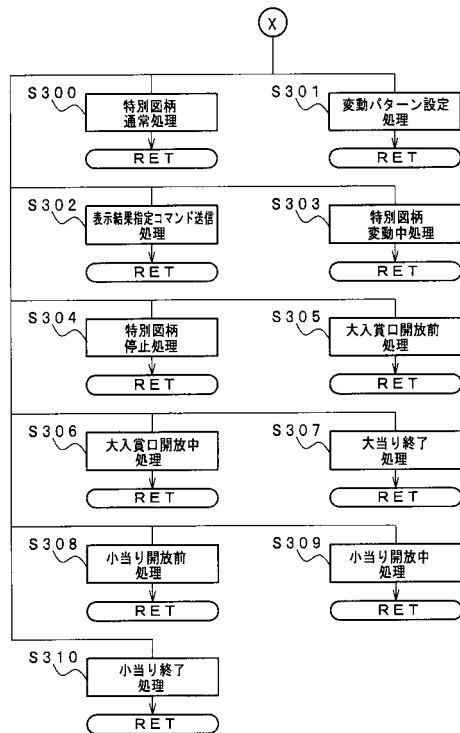 X
S300
特別図柄
通常処理
RET
S301
変動パターン設定
処理
RET
S302
表示結果指定コマンド送信
処理
RET
S303
特別図柄
変動中処理
RET
S304
特別図柄
停止処理
RET
S305
大入賞口開放前
処理
RET
S306
大入賞口開放中
処理
RET
S307
大当り終了
処理
RET
S308
小当り開放前
処理
RET
S309
小当り開放中
処理
RET
S310
小当り終了
処理
RET